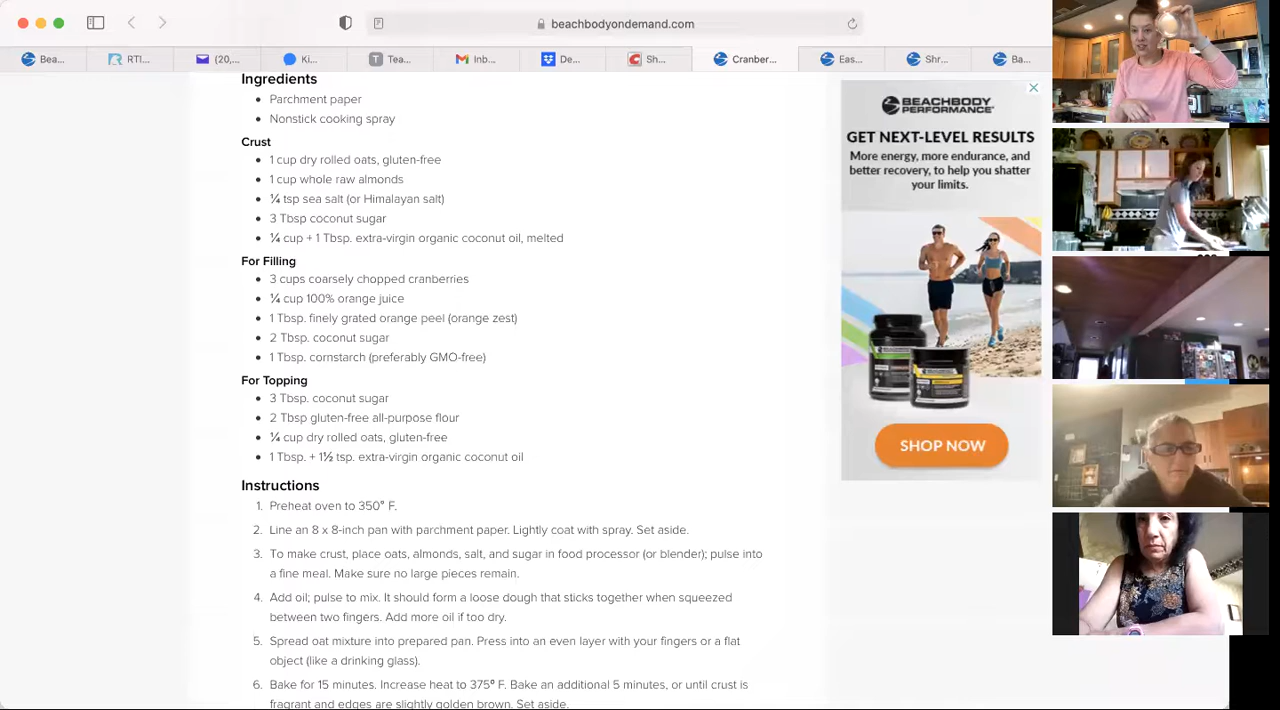 beachbodyondemand.com
Bea...
RTI...
(20,...
Ki...
Tea...
Inb...
De...
Sh...
Cranber...
Eas...
Shr...
Ba...
Ingredients
Parchment paper
Nonstick cooking spray
Crust
1 cup dry rolled oats, gluten-free
1 cup whole raw almonds
¼ tsp sea salt (or Himalayan salt)
3 Tbsp coconut sugar
¼ cup + 1 Tbsp. extra-virgin organic coconut oil, melted
For Filling
3 cups coarsely chopped cranberries
¼ cup 100% orange juice
1 Tbsp. finely grated orange peel (orange zest)
2 Tbsp. coconut sugar
1 Tbsp. cornstarch (preferably GMO-free)
For Topping
3 Tbsp. coconut sugar
2 Tbsp gluten-free all-purpose flour
¼ cup dry rolled oats, gluten-free
1 Tbsp. + 1½ tsp. extra-virgin organic coconut oil
Instructions
1. Preheat oven to 350° F.
2. Line an 8 x 8-inch pan with parchment paper. Lightly coat with spray. Set aside.
3. To make crust, place oats, almonds, salt, and sugar in food processor (or blender); pulse into
a fine meal. Make sure no large pieces remain.
4. Add oil; pulse to mix. It should form a loose dough that sticks together when squeezed
between two fingers. Add more oil if too dry.
5. Spread oat mixture into prepared pan. Press into an even layer with your fingers or a flat
object (like a drinking glass).
6. Bake for 15 minutes. Increase heat to 375° F. Bake an additional 5 minutes, or until crust is
fragrant and edges are slightly golden brown. Set aside.
BEACHBODY
PERFORMANCE
GET NEXT-LEVEL RESULTS
More energy, more endurance, and
better recovery, to help you shatter
your limits.
SHOP NOW